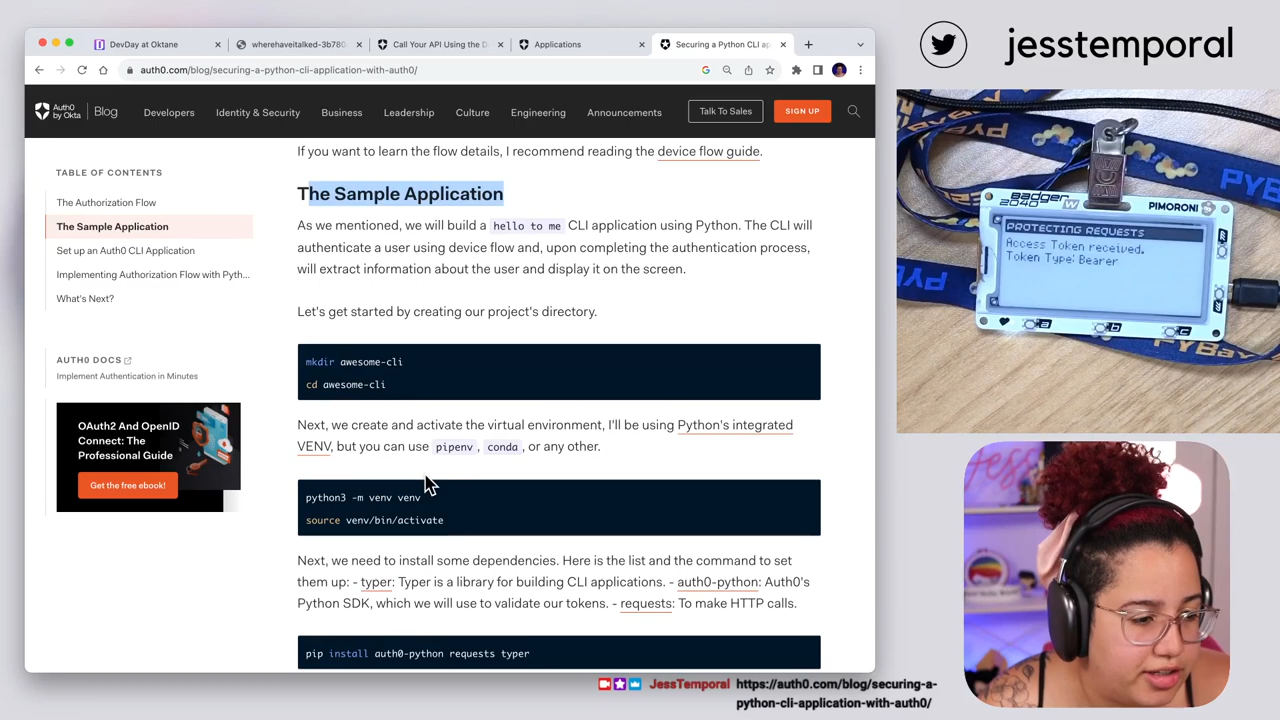 DevDay at Oktane
wherehaveitalked-3b780
Call Your API Using the D
Applications
Securing a Python CLI ap
auth0.com/blog/securing-a-python-cli-application-with-auth0/
Auth0 by Okta
Blog
Developers
Identity & Security
Business
Leadership
Culture
Engineering
Announcements
Talk To Sales
SIGN UP
TABLE OF CONTENTS
The Authorization Flow
The Sample Application
Set up an Auth0 CLI Application
Implementing Authorization Flow with Pyth...
What's Next?
AUTH0 DOCS
Implement Authentication in Minutes
OAuth2 And OpenID
Connect: The
Professional Guide
Get the free ebook!
If you want to learn the flow details, I recommend reading the device flow guide.
The Sample Application
As we mentioned, we will build a hello to me CLI application using Python. The CLI will
authenticate a user using device flow and, upon completing the authentication process,
will extract information about the user and display it on the screen.
Let's get started by creating our project's directory.
mkdir awesome-cli
cd awesome-cli
Next, we create and activate the virtual environment, I'll be using Python's integrated
VENV, but you can use pipenv, conda, or any other.
python3 -m venv venv
source venv/bin/activate
Next, we need to install some dependencies. Here is the list and the command to set
them up: - typer: Typer is a library for building CLI applications. - auth0-python: Auth0's
Python SDK, which we will use to validate our tokens. - requests: To make HTTP calls.
pip install auth0-python requests typer
jesstemporal
Badger
2040 W
PIMORONI
PROTECTING REQUESTS
Access Token received.
Token Type: Bearer
a
b
c
PYBAY
JessTemporal https://auth0.com/blog/securing-a-
python-cli-application-with-auth0/